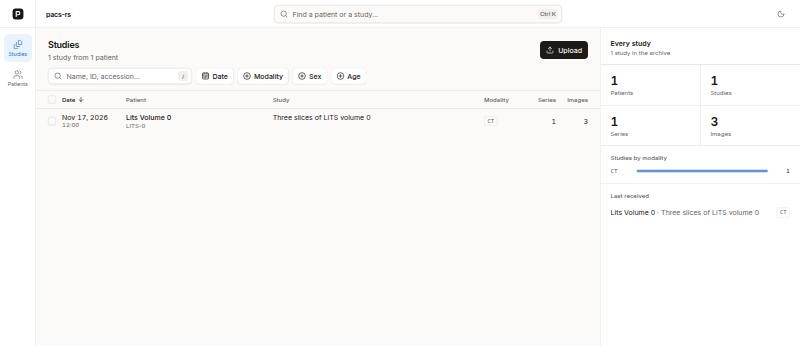 P
pacs-rs
Find a patient or a study...
Ctrl K
Studies
Patients
Studies
1 study from 1 patient
Upload
Name, ID, accession...
/
Date
Modality
Sex
Age
Date
Patient
Study
Modality
Series
Images
Nov 17, 2026
12:00
Lits Volume 0
LITS-0
Three slices of LITS volume 0
CT
1
3
Every study
1 study in the archive
1
Patients
1
Studies
1
Series
3
Images
Studies by modality
CT
1
Last received
Lits Volume 0 · Three slices of LITS volume 0
CT